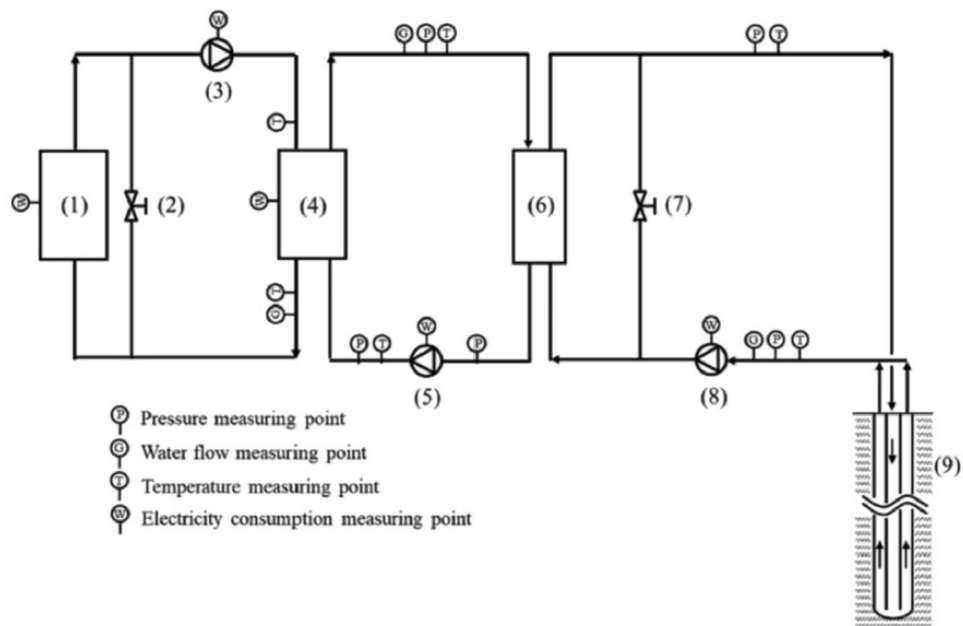 W
G P T
P T
(3)
T
W
(1)
(2)
W
(4)
(6)
(7)
T
G
P T
W
P
W
G P T
(5)
(8)
P Pressure measuring point
G Water flow measuring point
T Temperature measuring point
W Electricity consumption measuring point
(9)